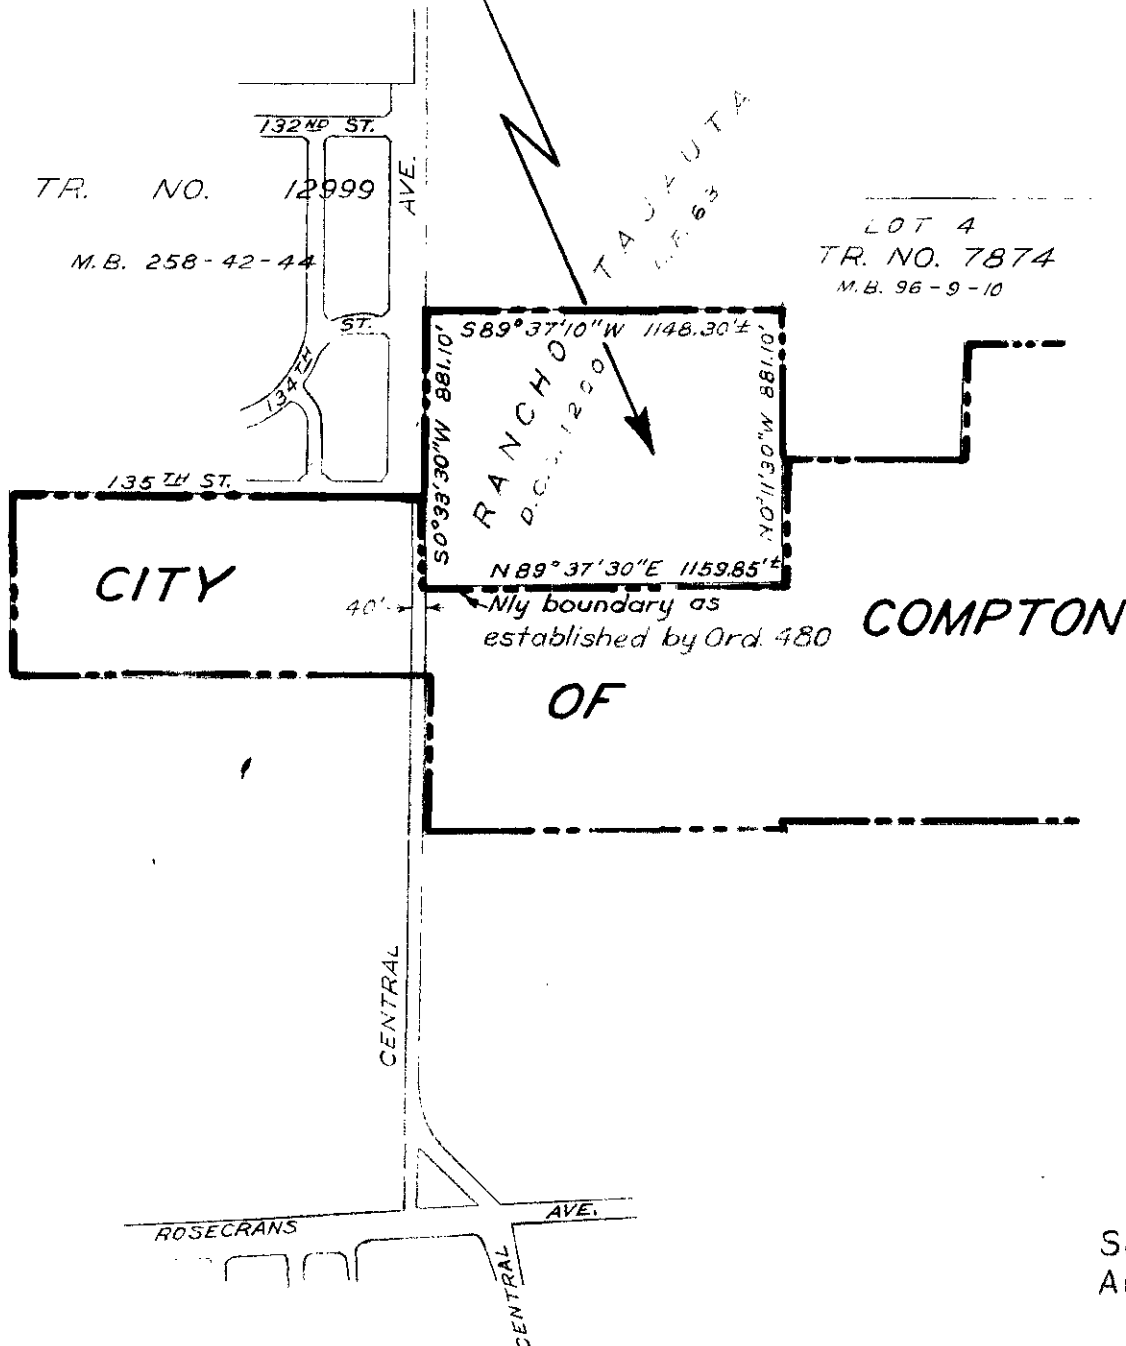 132ND ST.
TR. NO. 12999
AVE.
M.B. 258-42-44
LOT 4
TR. NO. 7874
M.B. 96-9-10
RANCHO TAJAUTA
S89°37'10"W 1148.30'±
ST.
134TH
S0°33'30"W 881.10'
N0°11'30"W 881.10'
135TH ST.
N89°37'30"E 1159.85'±
CITY
40'
Nly boundary as
established by Ord. 480
COMPTON
OF
CENTRAL
ROSECRANS
AVE.
CENTRAL